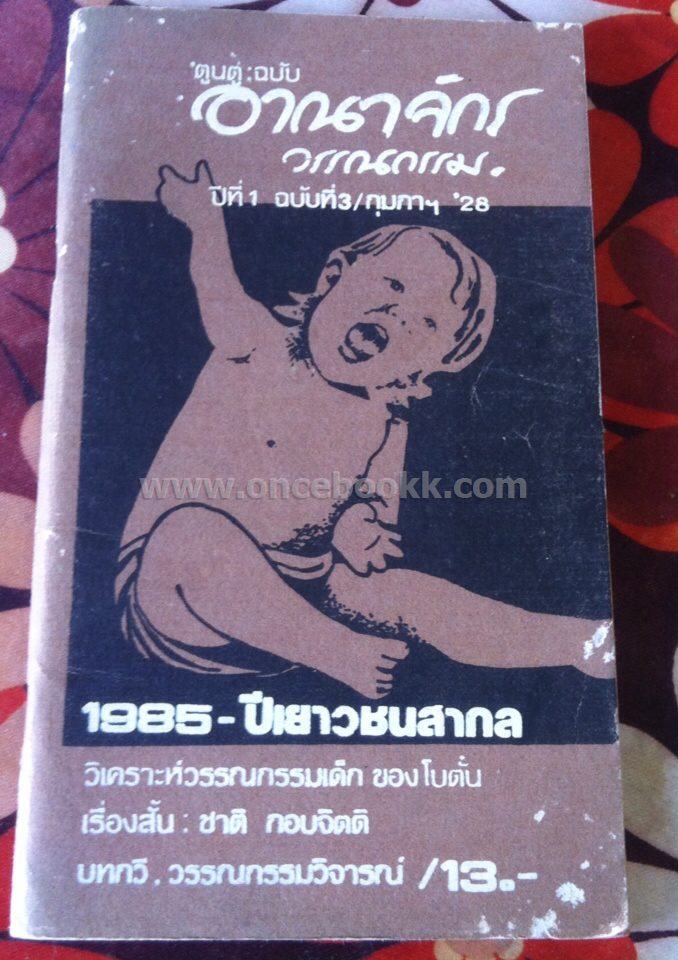 'ตูนตู่ : ฉบับ
อาณาจักร
วรรณกรรม.
ปีที่ 1 ฉบับที่3/กุมภาฯ '28
www.oncebookk.com
1985 - ปีเยาวชนสากล
วิเคราะห์วรรณกรรมเด็ก ของโบตั๋น
เรื่องสั้น : ชาติ กอบจิตติ
บทกวี, วรรณกรรมวิจารณ์ /13.-